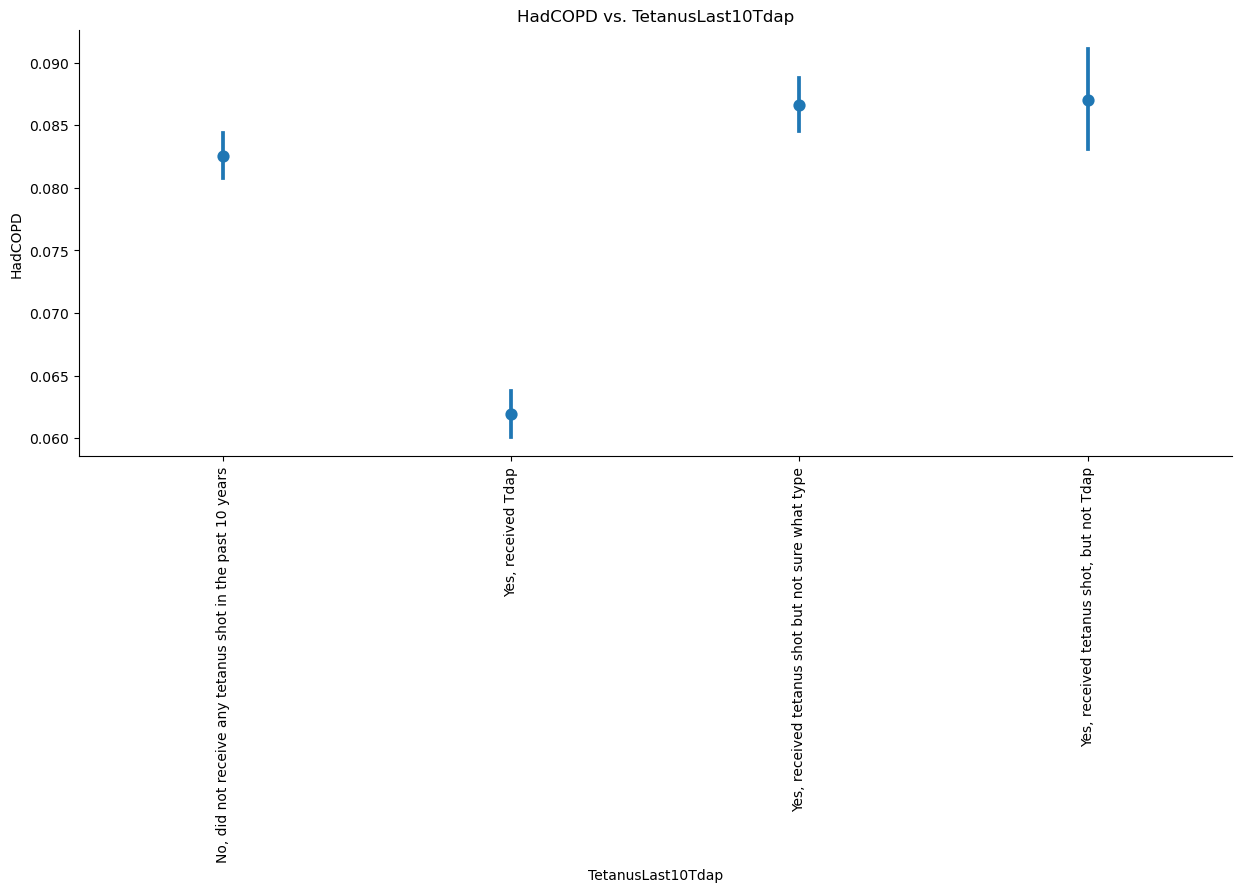 HadCOPD vs. TetanusLast10Tdap
HadCOPD
0.090
0.085
0.080
0.075
0.070
0.065
0.060
No, did not receive any tetanus shot in the past 10 years
Yes, received Tdap
Yes, received tetanus shot but not sure what type
Yes, received tetanus shot, but not Tdap
TetanusLast10Tdap